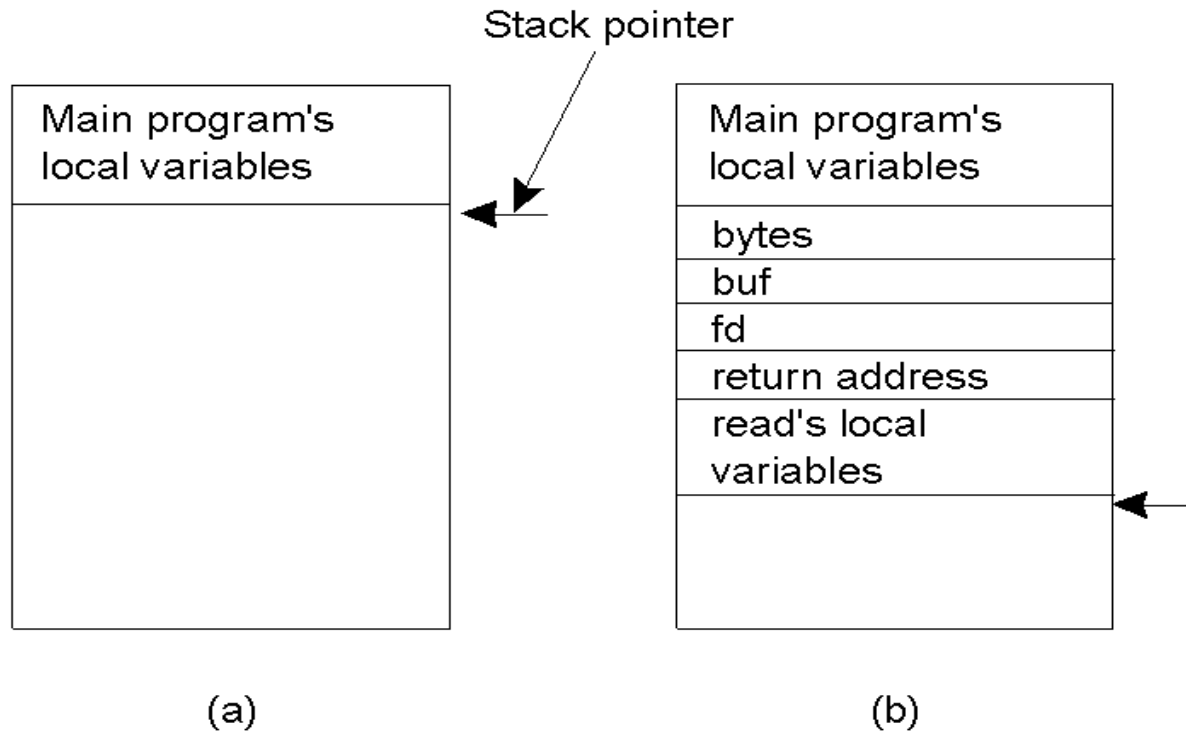 Stack pointer
Main program's
local variables
(a)
Main program's
local variables
bytes
buf
fd
return address
read's local
variables
(b)